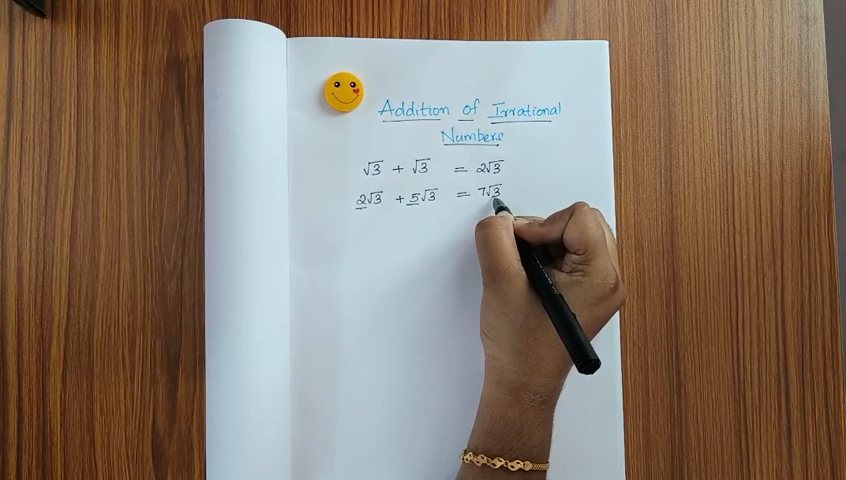 Addition of Irrational
Numbers
√3 + √3 = 2√3
2√3 + 5√3 = 7√3